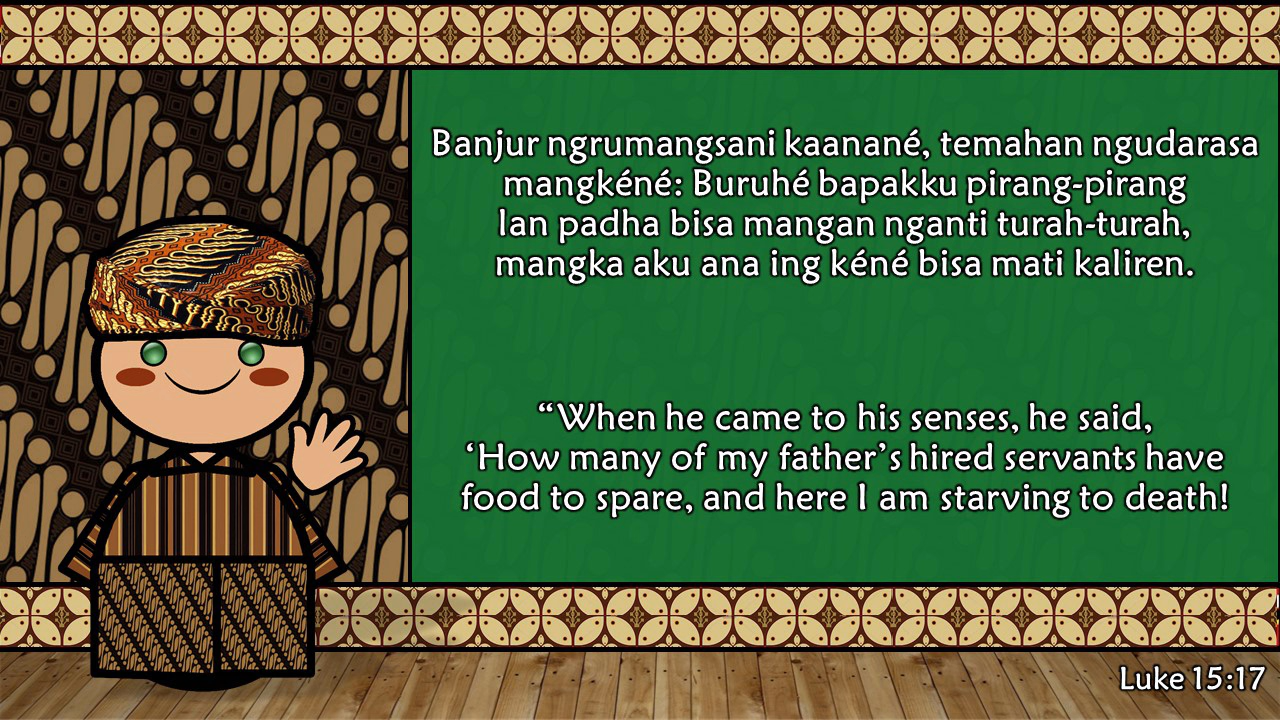 Banjur ngrumangsani kaanané, temahan ngudarasa
mangkéné: Buruhé bapakku pirang-pirang
lan padha bisa mangan nganti turah-turah,
mangka aku ana ing kéné bisa mati kaliren.
“When he came to his senses, he said,
‘How many of my father’s hired servants have
food to spare, and here I am starving to death!
Luke 15:17